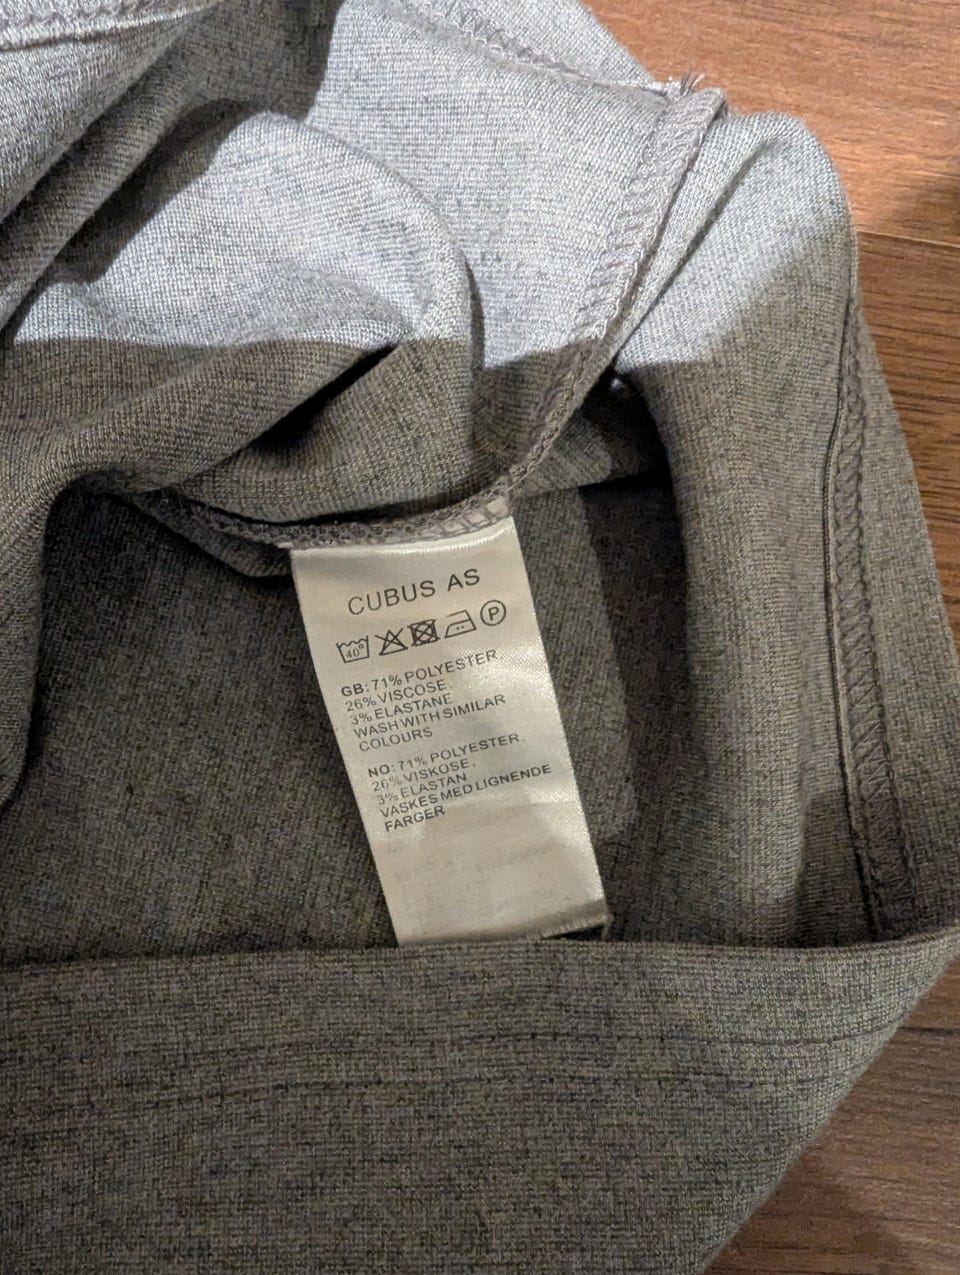 CUBUS AS
40° P
GB: 71% POLYESTER
26% VISCOSE.
3% ELASTANE
WASH WITH SIMILAR
COLOURS
NO: 71% POLYESTER.
26% VISKOSE.
3% ELASTAN
VASKES MED LIGNENDE
FARGER